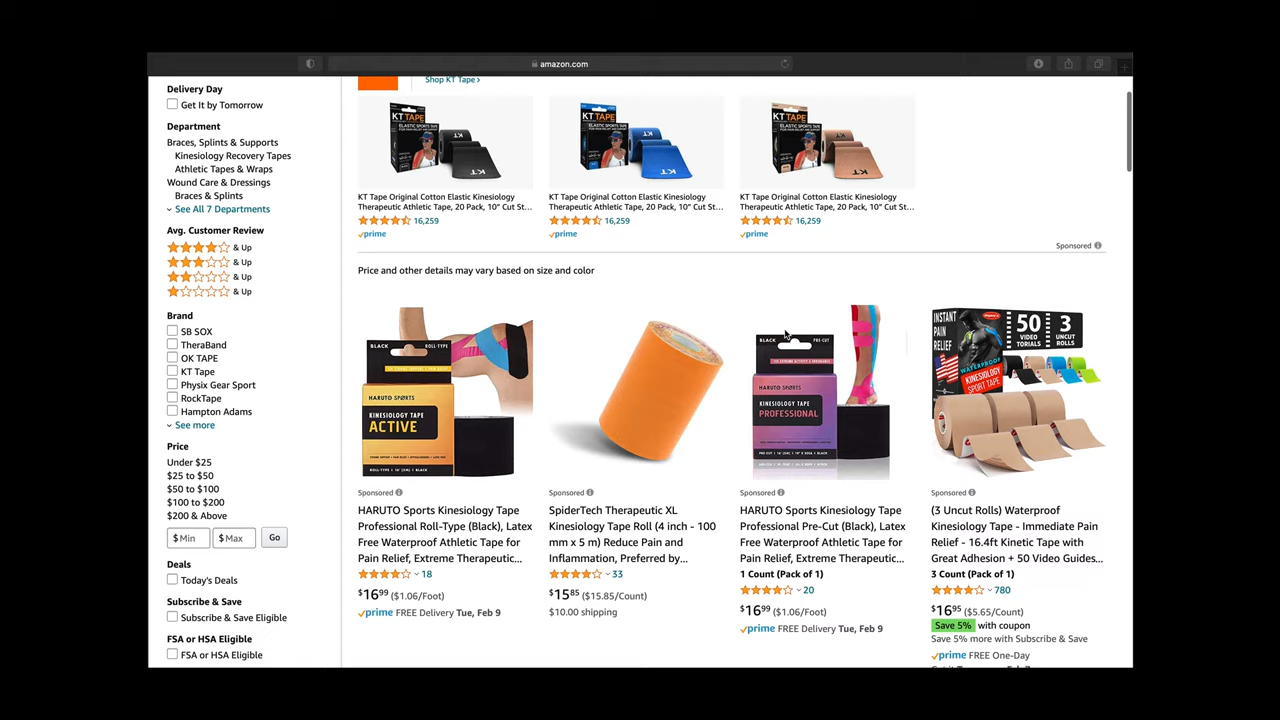 amazon.com
Delivery Day
Get It by Tomorrow
Department
Braces, Splints & Supports
Kinesiology Recovery Tapes
Athletic Tapes & Wraps
Wound Care & Dressings
Braces & Splints
See All 7 Departments
Avg. Customer Review
& Up
& Up
& Up
& Up
Brand
SB SOX
TheraBand
OK TAPE
KT Tape
Physix Gear Sport
RockTape
Hampton Adams
See more
Price
Under $25
$25 to $50
$50 to $100
$100 to $200
$200 & Above
$ Min
$ Max
Go
Deals
Today's Deals
Subscribe & Save
Subscribe & Save Eligible
FSA or HSA Eligible
FSA or HSA Eligible
Shop KT Tape ›
KT TAPE
KT
KT TAPE
KT
KT TAPE
KT
KT Tape Original Cotton Elastic Kinesiology
Therapeutic Athletic Tape, 20 Pack, 10" Cut St...
16,259
prime
KT Tape Original Cotton Elastic Kinesiology
Therapeutic Athletic Tape, 20 Pack, 10" Cut St...
16,259
prime
KT Tape Original Cotton Elastic Kinesiology
Therapeutic Athletic Tape, 20 Pack, 10" Cut St...
16,259
prime
Sponsored
Price and other details may vary based on size and color
BLACK
ROLL-TYPE
HARUTO SPORTS
KINESIOLOGY TAPE
ACTIVE
Sponsored
HARUTO Sports Kinesiology Tape
Professional Roll-Type (Black), Latex
Free Waterproof Athletic Tape for
Pain Relief, Extreme Therapeutic...
18
$16 99 ($1.06/Foot)
prime FREE Delivery Tue, Feb 9
Sponsored
SpiderTech Therapeutic XL
Kinesiology Tape Roll (4 inch - 100
mm x 5 m) Reduce Pain and
Inflammation, Preferred by...
33
$15 85 ($15.85/Count)
$10.00 shipping
BLACK
PRE-CUT
HARUTO SPORTS
KINESIOLOGY TAPE
PROFESSIONAL
Sponsored
HARUTO Sports Kinesiology Tape
Professional Pre-Cut (Black), Latex
Free Waterproof Athletic Tape for
Pain Relief, Extreme Therapeutic...
1 Count (Pack of 1)
20
$16 99 ($1.06/Foot)
prime FREE Delivery Tue, Feb 9
INSTANT
PAIN
RELIEF
50
VIDEO
TORIALS
3
UNCUT
ROLLS
WATERPROOF
KINESIOLOGY
SPORT TAPE
Sponsored
(3 Uncut Rolls) Waterproof
Kinesiology Tape - Immediate Pain
Relief - 16.4ft Kinetic Tape with
Great Adhesion + 50 Video Guides...
3 Count (Pack of 1)
780
$16 95 ($5.65/Count)
Save 5% with coupon
Save 5% more with Subscribe & Save
prime FREE One-Day